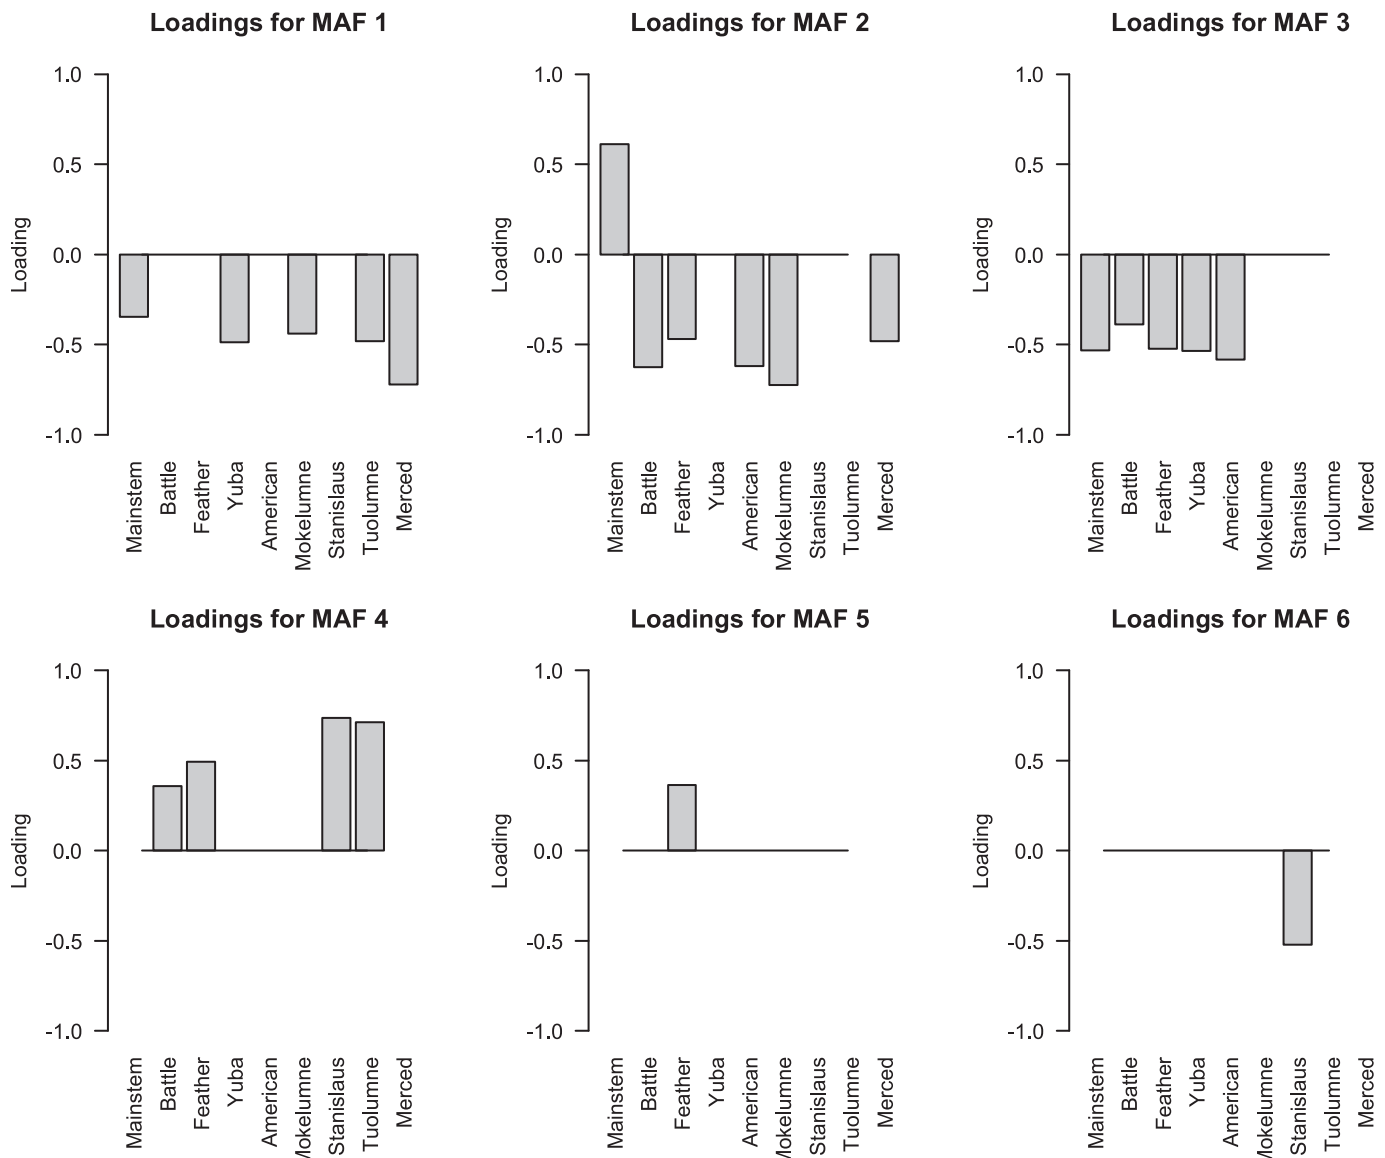 Loadings for MAF 1
Loading
1.0
0.5
0.0
-0.5
-1.0
Mainstem
Battle
Feather
Yuba
American
Mokelumne
Stanislaus
Tuolumne
Merced
Loadings for MAF 2
Loading
1.0
0.5
0.0
-0.5
-1.0
Mainstem
Battle
Feather
Yuba
American
Mokelumne
Stanislaus
Tuolumne
Merced
Loadings for MAF 3
Loading
1.0
0.5
0.0
-0.5
-1.0
Mainstem
Battle
Feather
Yuba
American
Mokelumne
Stanislaus
Tuolumne
Merced
Loadings for MAF 4
Loading
1.0
0.5
0.0
-0.5
-1.0
Mainstem
Battle
Feather
Yuba
American
Mokelumne
Stanislaus
Tuolumne
Merced
Loadings for MAF 5
Loading
1.0
0.5
0.0
-0.5
-1.0
Mainstem
Battle
Feather
Yuba
American
Mokelumne
Stanislaus
Tuolumne
Merced
Loadings for MAF 6
Loading
1.0
0.5
0.0
-0.5
-1.0
Mainstem
Battle
Feather
Yuba
American
Mokelumne
Stanislaus
Tuolumne
Merced